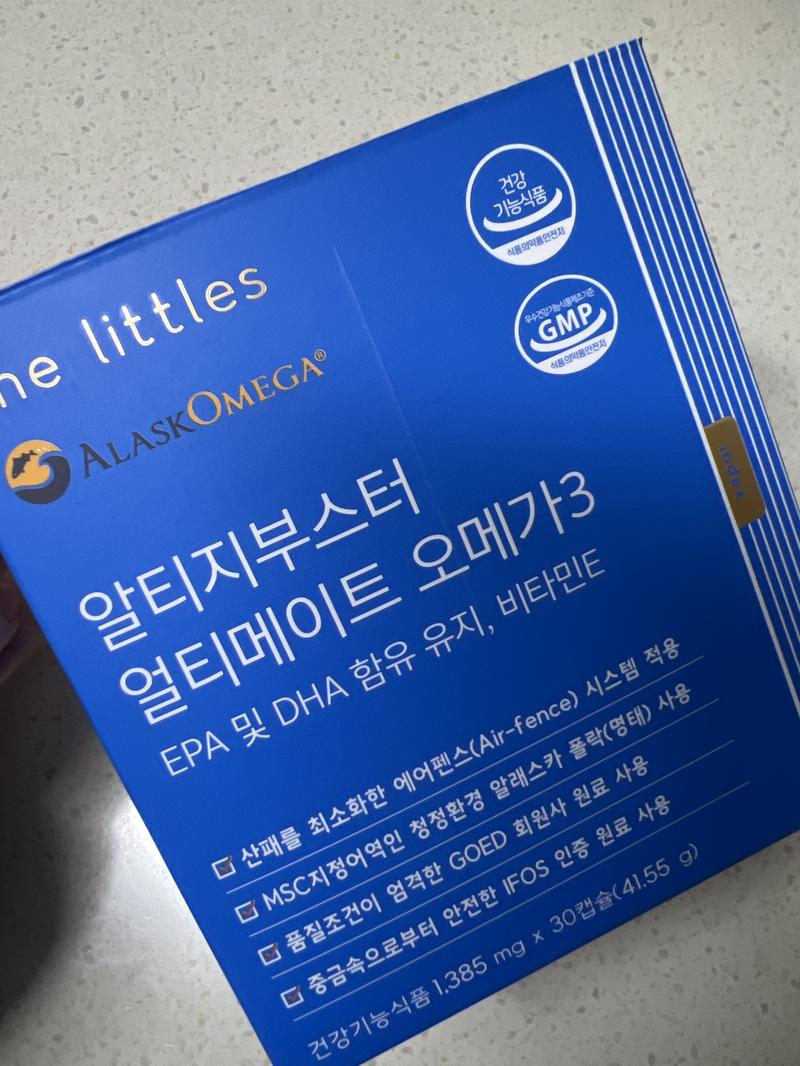 건강
기능식품
식품의약품안전처
우수건강기능식품제조기준
GMP
식품의약품안전처
littles
ALASKOMEGA®
index
알티지부스터
얼티메이트 오메가3
EPA 및 DHA 함유 유지, 비타민E
산패를 최소화한 에어펜스(Air-fence) 시스템 적용
MSC지정어역인 청정환경 알래스카 폴락(명태) 사용
품질조건이 엄격한 GOED 회원사 원료 사용
중금속으로부터 안전한 IFOS 인증 원료 사용
건강기능식품 1,385 mg x 30캡슐(41.55 g)